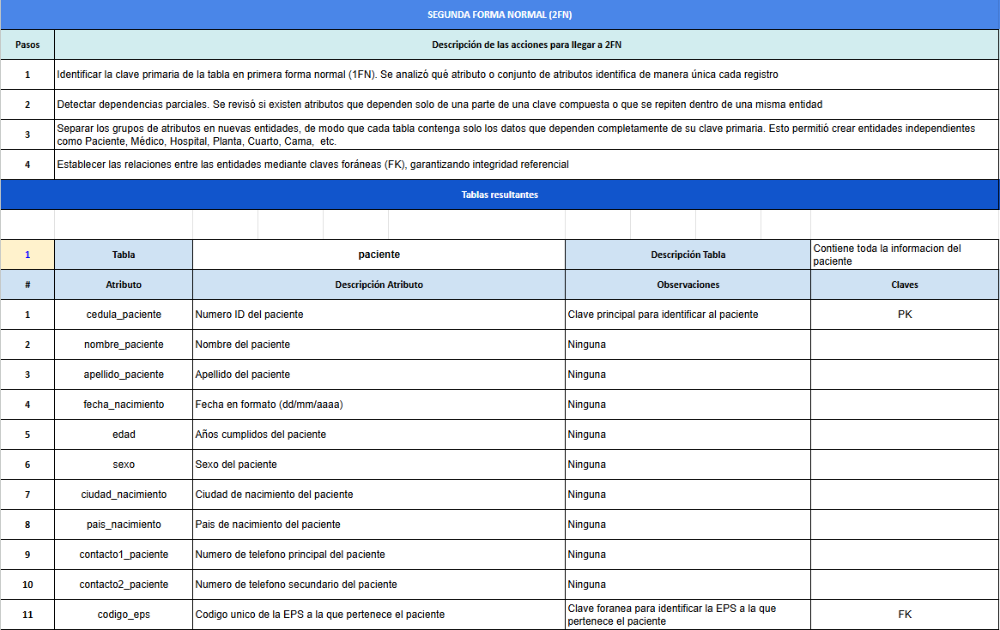 SEGUNDA FORMA NORMAL (2FN)
Pasos Descripción de las acciones para llegar a 2FN
1 Identificar la clave primaria de la tabla en primera forma normal (1FN). Se analizó qué atributo o conjunto de atributos identifica de manera única cada registro
2 Detectar dependencias parciales. Se revisó si existen atributos que dependen solo de una parte de una clave compuesta o que se repiten dentro de una misma entidad
3 Separar los grupos de atributos en nuevas entidades, de modo que cada tabla contenga solo los datos que dependen completamente de su clave primaria. Esto permitió crear entidades independientes
como Paciente, Médico, Hospital, Planta, Cuarto, Cama, etc.
4 Establecer las relaciones entre las entidades mediante claves foráneas (FK), garantizando integridad referencial
Tablas resultantes
1 Tabla paciente Descripción Tabla Contiene toda la informacion del
paciente
# Atributo Descripción Atributo Observaciones Claves
1 cedula_paciente Numero ID del paciente Clave principal para identificar al paciente PK
2 nombre_paciente Nombre del paciente Ninguna
3 apellido_paciente Apellido del paciente Ninguna
4 fecha_nacimiento Fecha en formato (dd/mm/aaaa) Ninguna
5 edad Años cumplidos del paciente Ninguna
6 sexo Sexo del paciente Ninguna
7 ciudad_nacimiento Ciudad de nacimiento del paciente Ninguna
8 pais_nacimiento Pais de nacimiento del paciente Ninguna
9 contacto1_paciente Numero de telefono principal del paciente Ninguna
10 contacto2_paciente Numero de telefono secundario del paciente Ninguna
11 codigo_eps Codigo unico de la EPS a la que pertenece el paciente Clave foranea para identificar la EPS a la que
pertenece el paciente FK